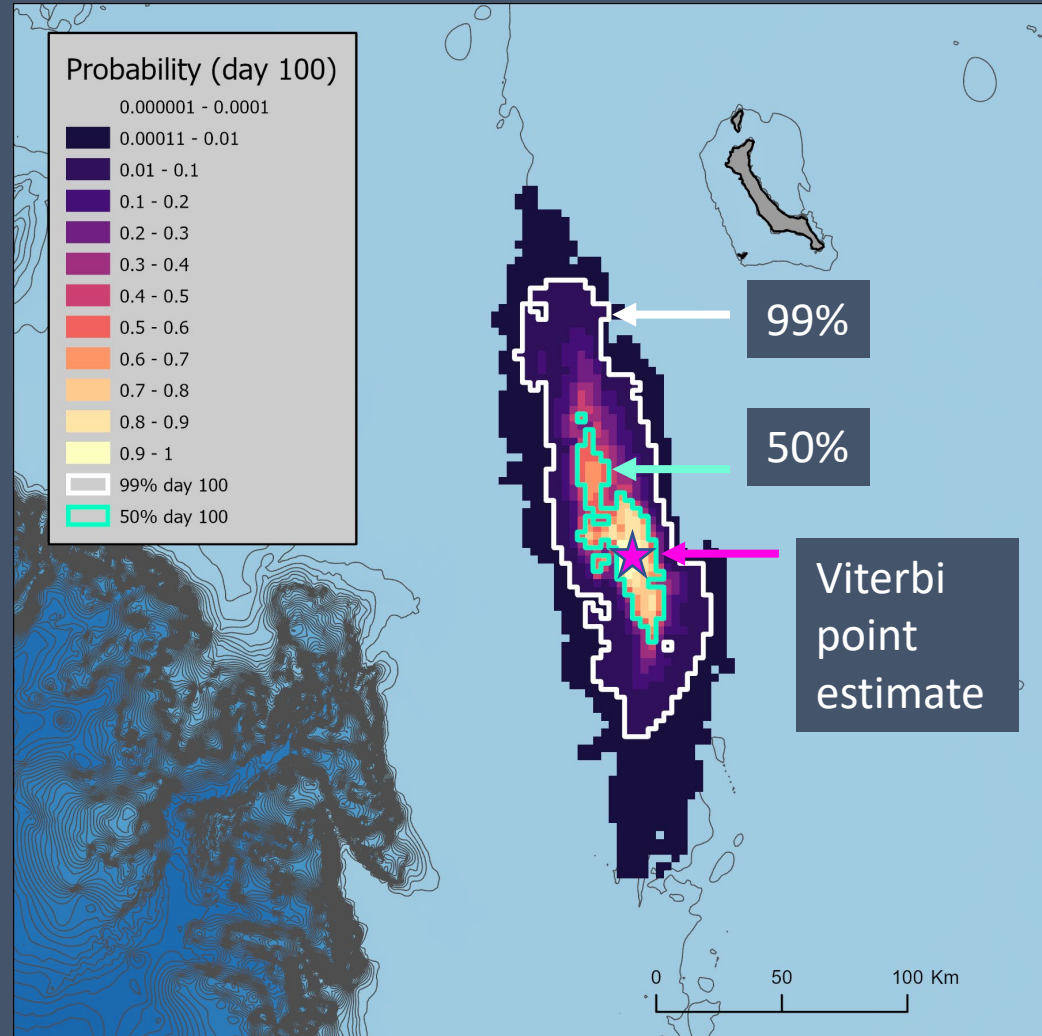 Probability (day 100)
0.000001 - 0.0001
0.00011 - 0.01
0.01 - 0.1
0.1 - 0.2
0.2 - 0.3
0.3 - 0.4
0.4 - 0.5
0.5 - 0.6
0.6 - 0.7
0.7 - 0.8
0.8 - 0.9
0.9 - 1
99% day 100
50% day 100
99%
50%
Viterbi
point
estimate
0 50 100 Km